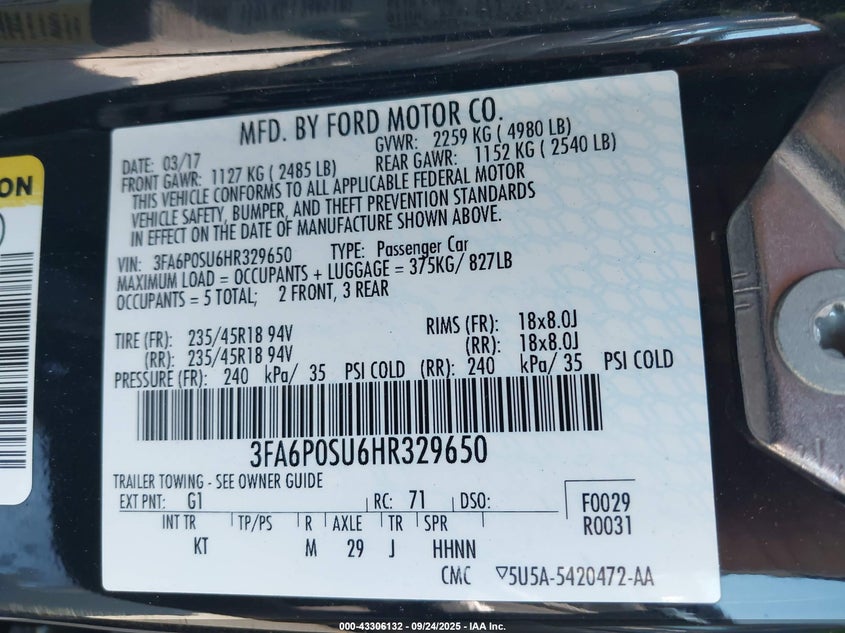 MFD. BY FORD MOTOR CO.
DATE: 03/17 GVWR: 2259 KG ( 4980 LB)
FRONT GAWR: 1127 KG ( 2485 LB) REAR GAWR: 1152 KG ( 2540 LB)
THIS VEHICLE CONFORMS TO ALL APPLICABLE FEDERAL MOTOR
VEHICLE SAFETY, BUMPER, AND THEFT PREVENTION STANDARDS
IN EFFECT ON THE DATE OF MANUFACTURE SHOWN ABOVE.
VIN: 3FA6P0SU6HR329650 TYPE: Passenger Car
MAXIMUM LOAD = OCCUPANTS + LUGGAGE = 375KG/ 827LB
OCCUPANTS = 5 TOTAL; 2 FRONT, 3 REAR
TIRE (FR): 235/45R18 94V RIMS (FR): 18x8.0J
(RR): 235/45R18 94V (RR): 18x8.0J
PRESSURE (FR): 240 kPa/ 35 PSI COLD (RR): 240 kPa/ 35 PSI COLD
3FA6P0SU6HR329650
TRAILER TOWING - SEE OWNER GUIDE
EXT PNT: G1 RC: 71 DSO: F0029
INT TR TP/PS R AXLE TR SPR R0031
KT M 29 J HHNN
CMC 5U5A-5420472-AA
ON
000-43306132 - 09/24/2025 - IAA Inc.